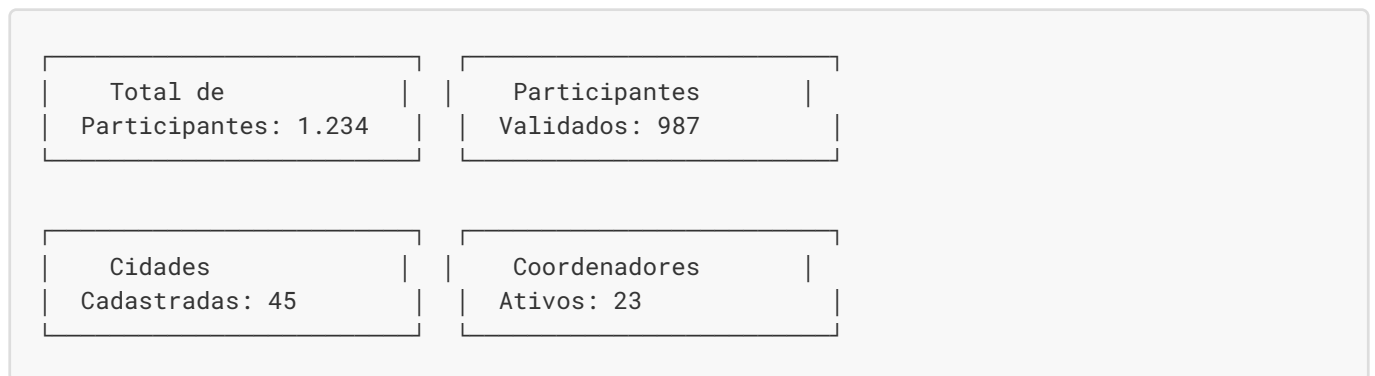 Total de Participantes
Participantes: 1.234 Validados: 987
Cidades Coordenadores
Cadastradas: 45 Ativos: 23